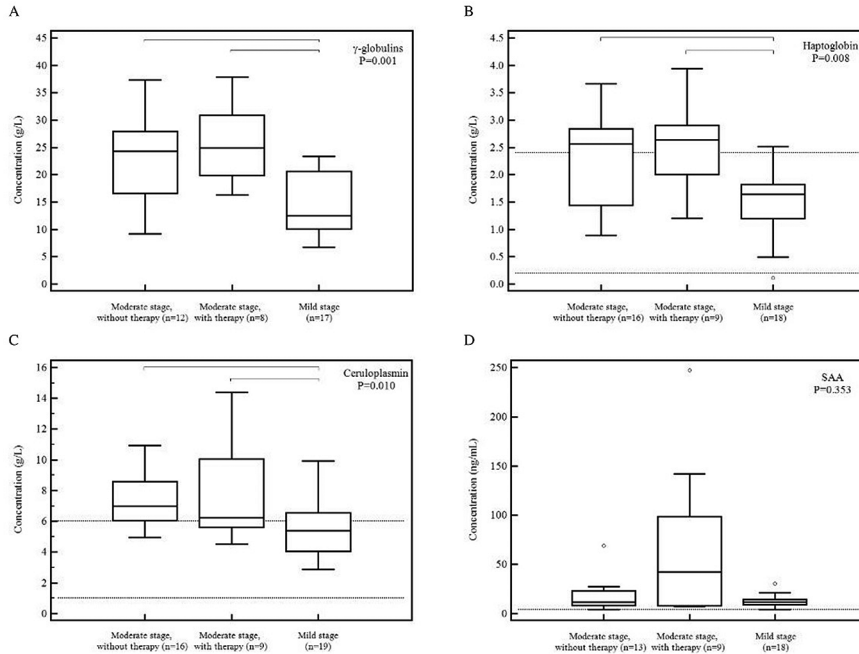 A
γ-globulins
P=0.001
Concentration (g/L)
45
40
35
30
25
20
15
10
5
0
Moderate stage, without therapy (n=12)
Moderate stage, with therapy (n=8)
Mild stage (n=17)
B
Haptoglobin
P=0.008
Concentration (g/L)
4.5
4.0
3.5
3.0
2.5
2.0
1.5
1.0
0.5
0.0
Moderate stage, without therapy (n=16)
Moderate stage, with therapy (n=9)
Mild stage (n=18)
C
Ceruloplasmin
P=0.010
Concentration (g/L)
16
14
12
10
8
6
4
2
0
Moderate stage, without therapy (n=16)
Moderate stage, with therapy (n=9)
Mild stage (n=19)
D
SAA
P=0.353
Concentration (ng/mL)
250
200
150
100
50
0
Moderate stage, without therapy (n=13)
Moderate stage, with therapy (n=9)
Mild stage (n=18)